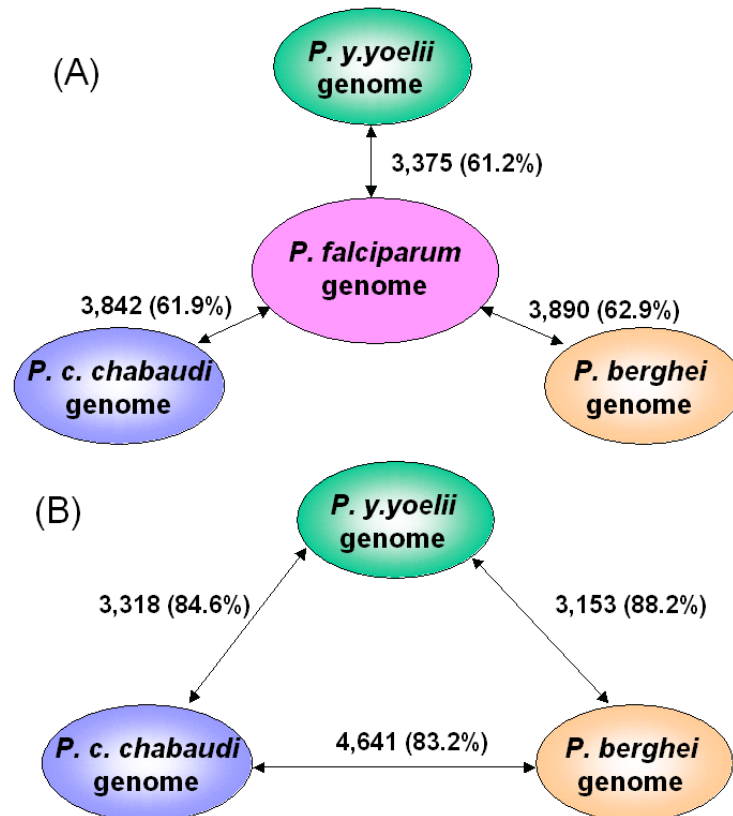 (A)
P. y.yoelii
genome
3,375 (61.2%)
P. falciparum
genome
3,842 (61.9%)
3,890 (62.9%)
P. c. chabaudi
genome
P. berghei
genome
(B)
P. y.yoelii
genome
3,318 (84.6%)
3,153 (88.2%)
P. c. chabaudi
genome
4,641 (83.2%)
P. berghei
genome